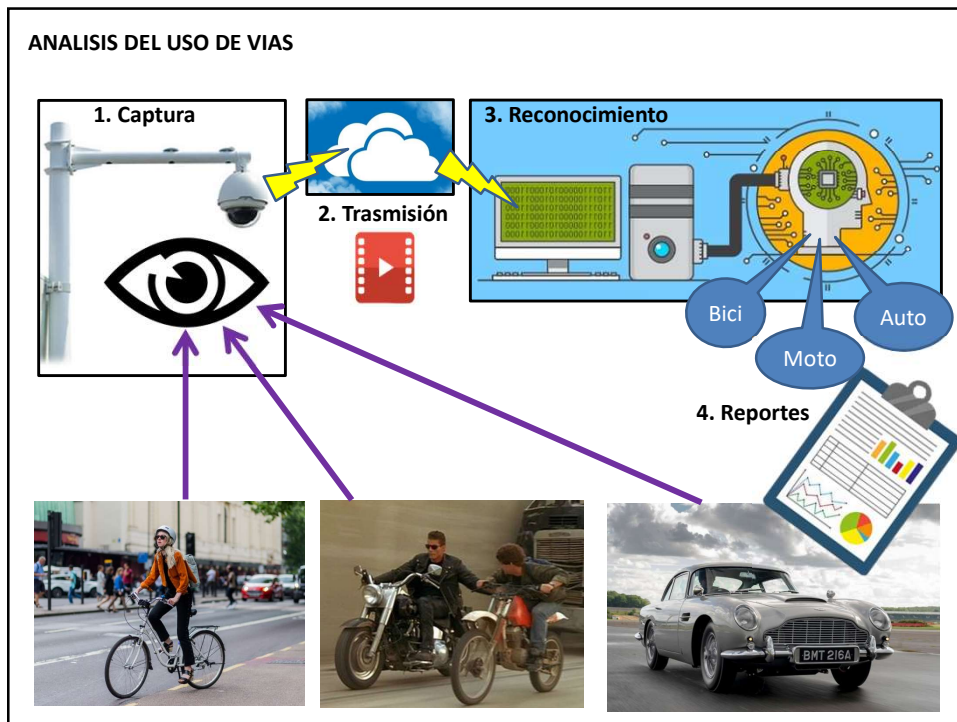 ANALISIS DEL USO DE VIAS
1. Captura
2. Trasmisión
3. Reconocimiento
Bici
Moto
Auto
4. Reportes
BMT 216A